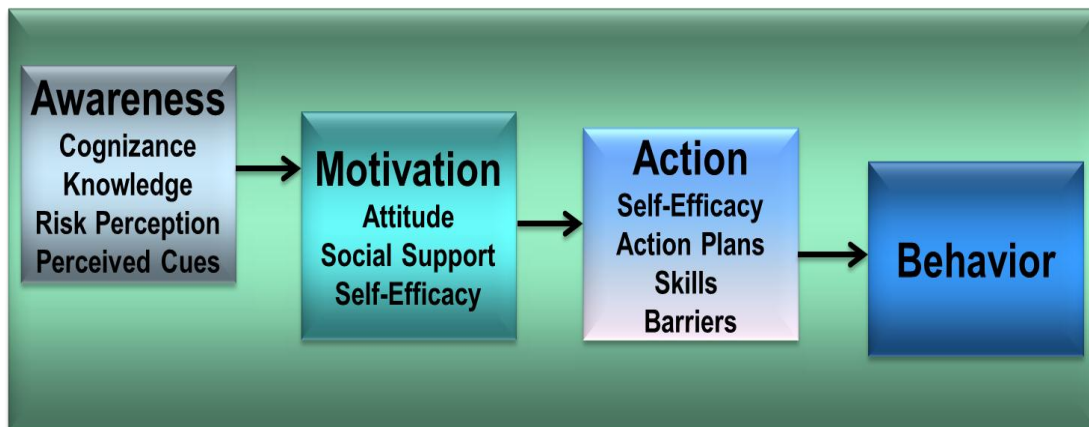 Awareness
Cognizance
Knowledge
Risk Perception
Perceived Cues
Motivation
Attitude
Social Support
Self-Efficacy
Action
Self-Efficacy
Action Plans
Skills
Barriers
Behavior